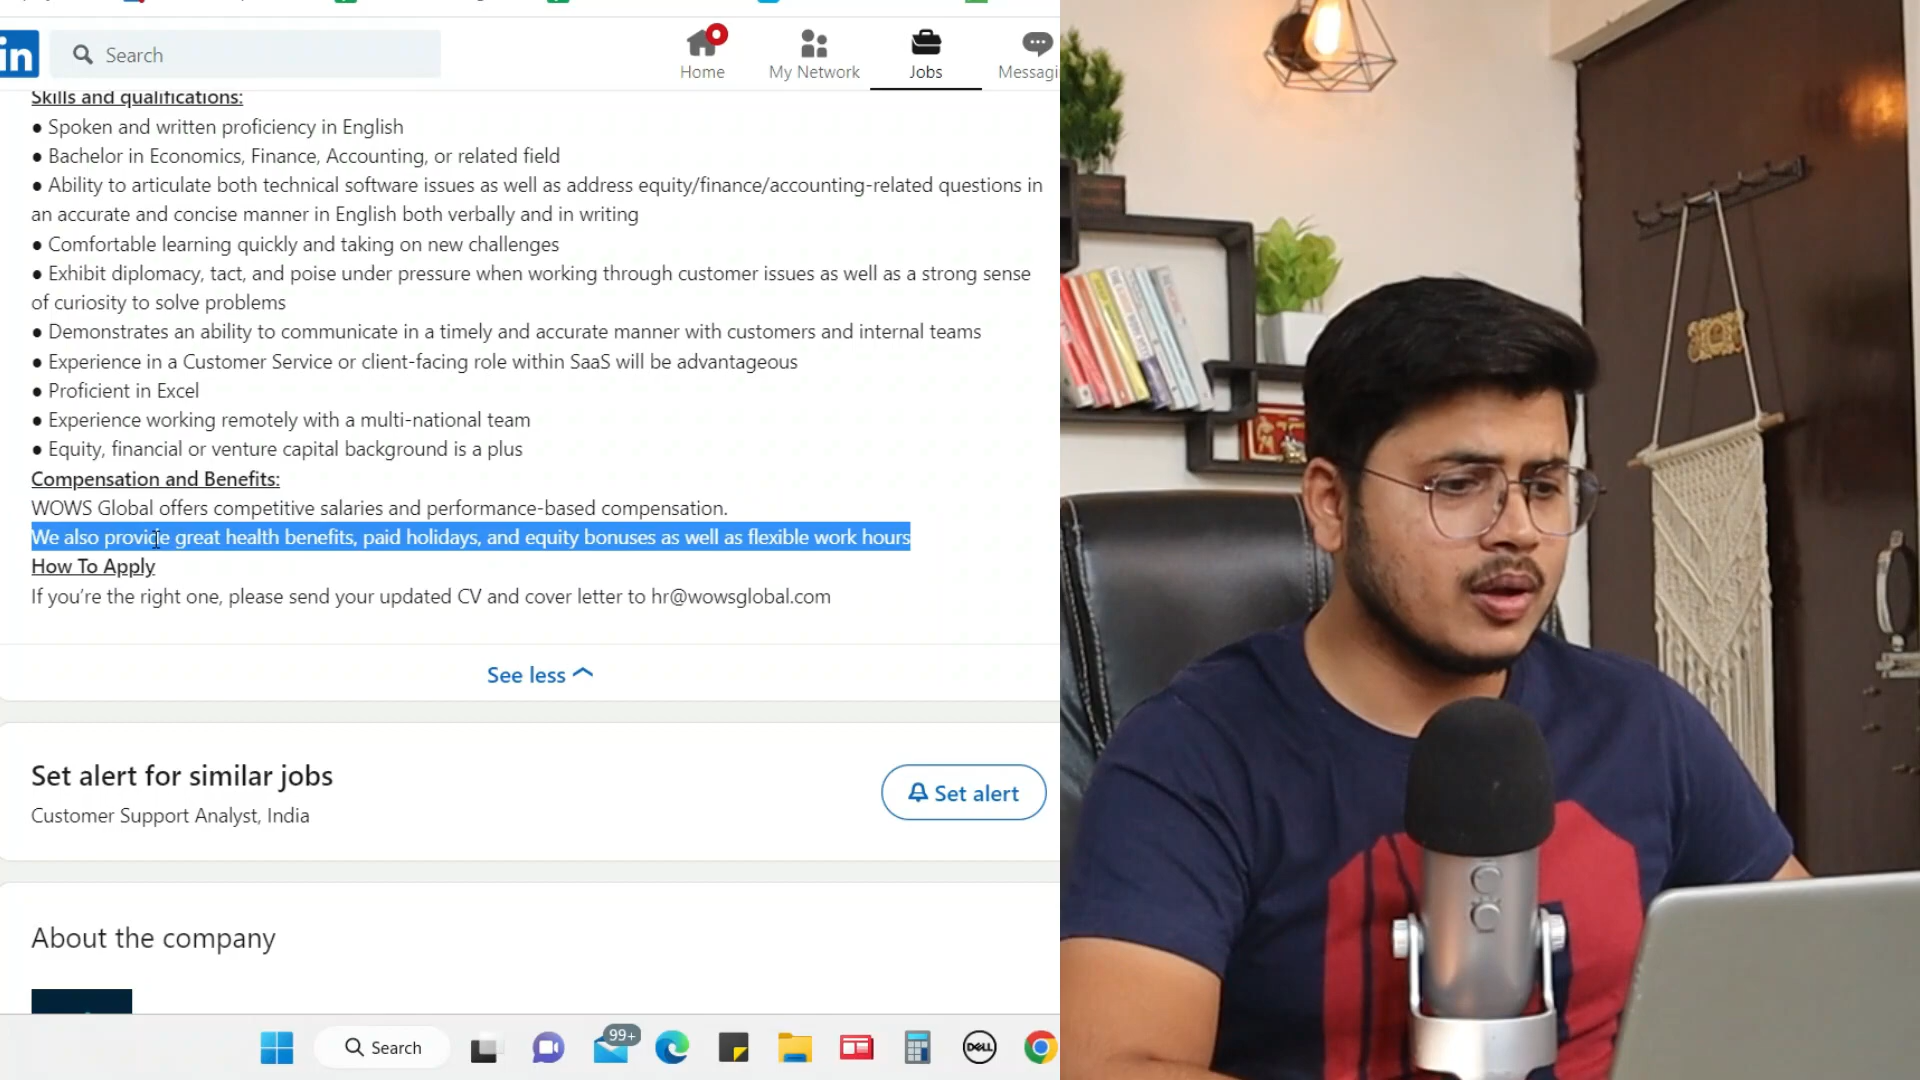 in
Search
Home
My Network
Jobs
Messagi
Skills and qualifications:
● Spoken and written proficiency in English
● Bachelor in Economics, Finance, Accounting, or related field
● Ability to articulate both technical software issues as well as address equity/finance/accounting-related questions in
an accurate and concise manner in English both verbally and in writing
● Comfortable learning quickly and taking on new challenges
● Exhibit diplomacy, tact, and poise under pressure when working through customer issues as well as a strong sense
of curiosity to solve problems
● Demonstrates an ability to communicate in a timely and accurate manner with customers and internal teams
● Experience in a Customer Service or client-facing role within SaaS will be advantageous
● Proficient in Excel
● Experience working remotely with a multi-national team
● Equity, financial or venture capital background is a plus
Compensation and Benefits:
WOWS Global offers competitive salaries and performance-based compensation.
We also provide great health benefits, paid holidays, and equity bonuses as well as flexible work hours
How To Apply
If you’re the right one, please send your updated CV and cover letter to hr@wowsglobal.com
See less
Set alert for similar jobs
Set alert
Customer Support Analyst, India
About the company
Search
99+
DELL